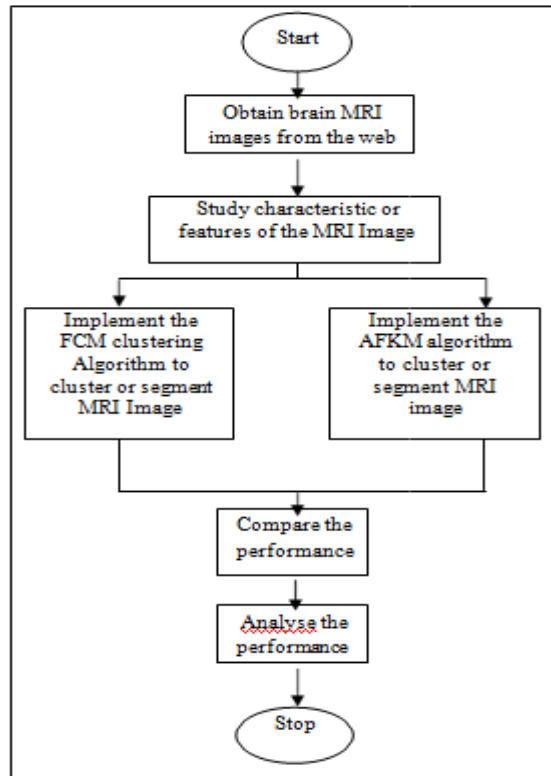 Start
Obtain brain MRI
images from the web
Study characteristic or
features of the MRI Image
Implement the
FCM clustering
Algorithm to
cluster or segment
MRI Image
Implement the
AFKM algorithm
to cluster or
segment MRI
image
Compare the
performance
Analyse the
performance
Stop